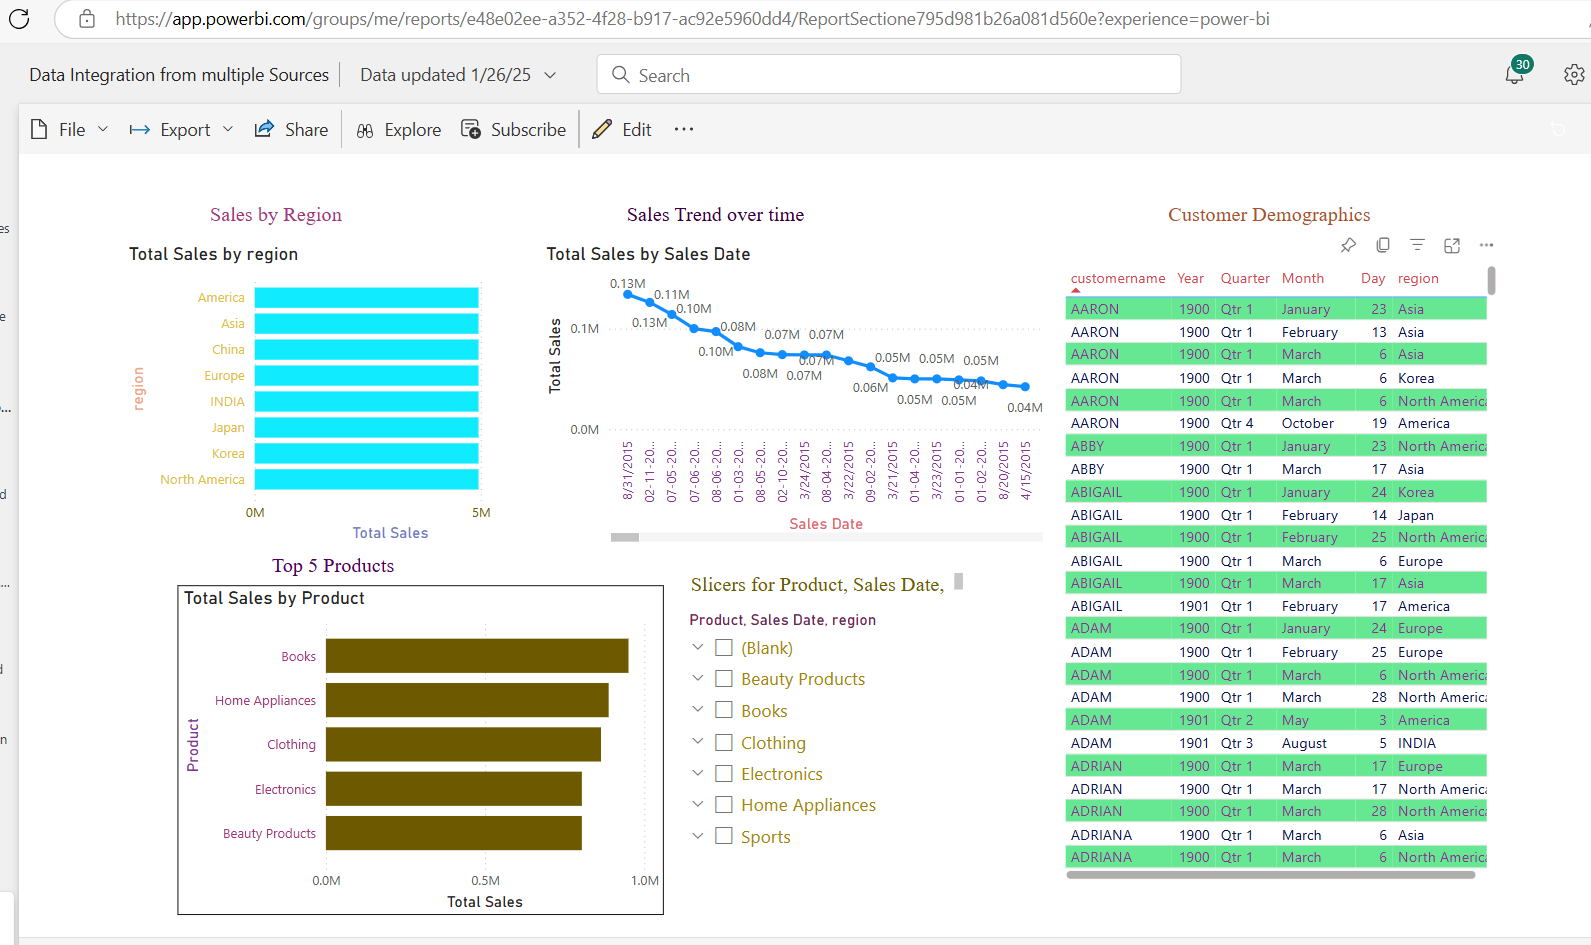 https://app.powerbi.com/groups/me/reports/e48e02ee-a352-4f28-b917-ac92e5960dd4/ReportSectione795d981b26a081d560e?experience=power-bi
Data Integration from multiple Sources
Data updated 1/26/25
Search
30
File
Export
Share
Explore
Subscribe
Edit
Sales by Region
Total Sales by region
region
America
Asia
China
Europe
INDIA
Japan
Korea
North America
0M 5M
Total Sales
Sales Trend over time
Total Sales by Sales Date
Total Sales
0.1M
0.0M
0.13M
0.13M
0.11M
0.10M
0.10M
0.08M
0.08M
0.07M
0.07M
0.07M
0.07M
0.06M
0.05M
0.05M
0.05M
0.05M
0.05M
0.04M
0.04M
8/31/2015
02-11-20...
07-05-20...
07-06-20...
08-06-20...
01-03-20...
08-05-20...
02-10-20...
3/24/2015
08-04-20...
3/22/2015
09-02-20...
3/21/2015
01-04-20...
3/23/2015
01-01-20...
01-02-20...
8/20/2015
4/15/2015
Sales Date
Top 5 Products
Total Sales by Product
Product
Books
Home Appliances
Clothing
Electronics
Beauty Products
0.0M 0.5M 1.0M
Total Sales
Slicers for Product, Sales Date,
Product, Sales Date, region
(Blank)
Beauty Products
Books
Clothing
Electronics
Home Appliances
Sports
Customer Demographics
customername Year Quarter Month Day region
AARON 1900 Qtr 1 January 23 Asia
AARON 1900 Qtr 1 February 13 Asia
AARON 1900 Qtr 1 March 6 Asia
AARON 1900 Qtr 1 March 6 Korea
AARON 1900 Qtr 1 March 6 North America
AARON 1900 Qtr 4 October 19 America
ABBY 1900 Qtr 1 January 23 North America
ABBY 1900 Qtr 1 March 17 Asia
ABIGAIL 1900 Qtr 1 January 24 Korea
ABIGAIL 1900 Qtr 1 February 14 Japan
ABIGAIL 1900 Qtr 1 February 25 North America
ABIGAIL 1900 Qtr 1 March 6 Europe
ABIGAIL 1900 Qtr 1 March 17 Asia
ABIGAIL 1901 Qtr 1 February 17 America
ADAM 1900 Qtr 1 January 24 Europe
ADAM 1900 Qtr 1 February 25 Europe
ADAM 1900 Qtr 1 March 6 North America
ADAM 1900 Qtr 1 March 28 North America
ADAM 1901 Qtr 2 May 3 America
ADAM 1901 Qtr 3 August 5 INDIA
ADRIAN 1900 Qtr 1 March 17 Europe
ADRIAN 1900 Qtr 1 March 17 North America
ADRIAN 1900 Qtr 1 March 28 North America
ADRIANA 1900 Qtr 1 March 6 Asia
ADRIANA 1900 Qtr 1 March 6 North America